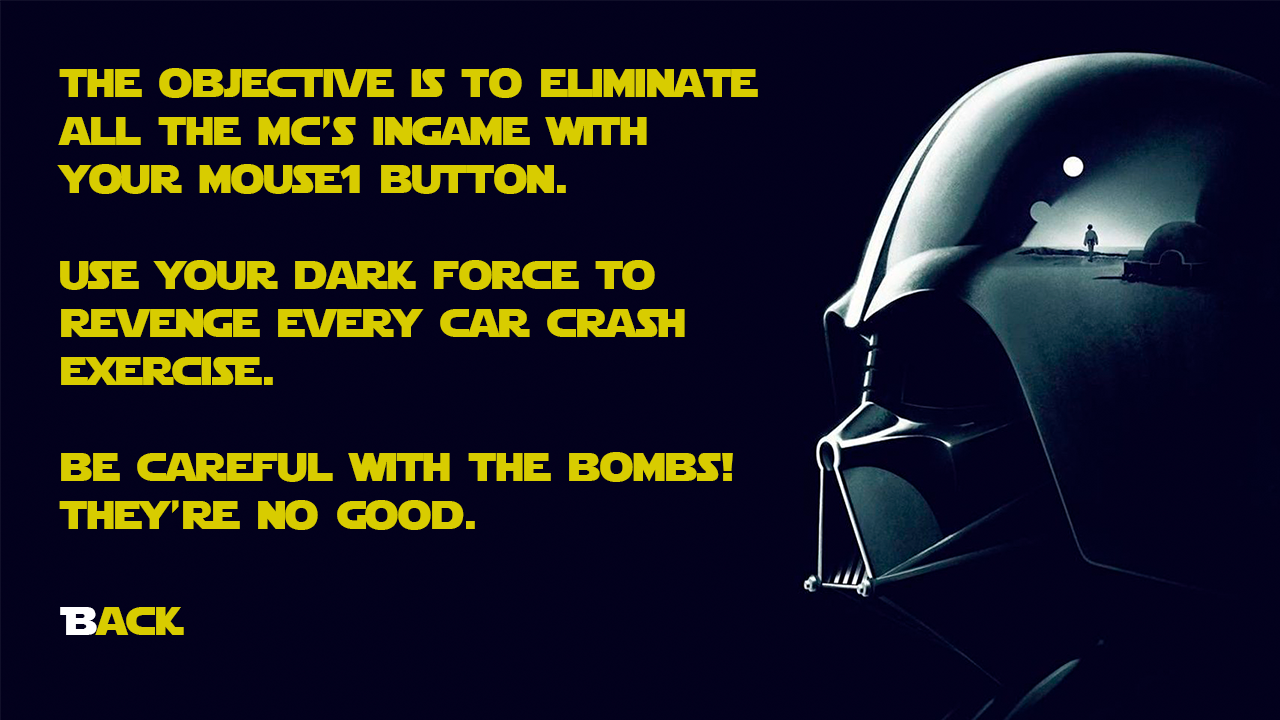 THE OBJECTIVE IS TO ELIMINATE
ALL THE MC'S INGAME WITH
YOUR MOUSE1 BUTTON.
USE YOUR DARK FORCE TO
REVENGE EVERY CAR CRASH
EXERCISE.
BE CAREFUL WITH THE BOMBS!
THEY'RE NO GOOD.
BACK